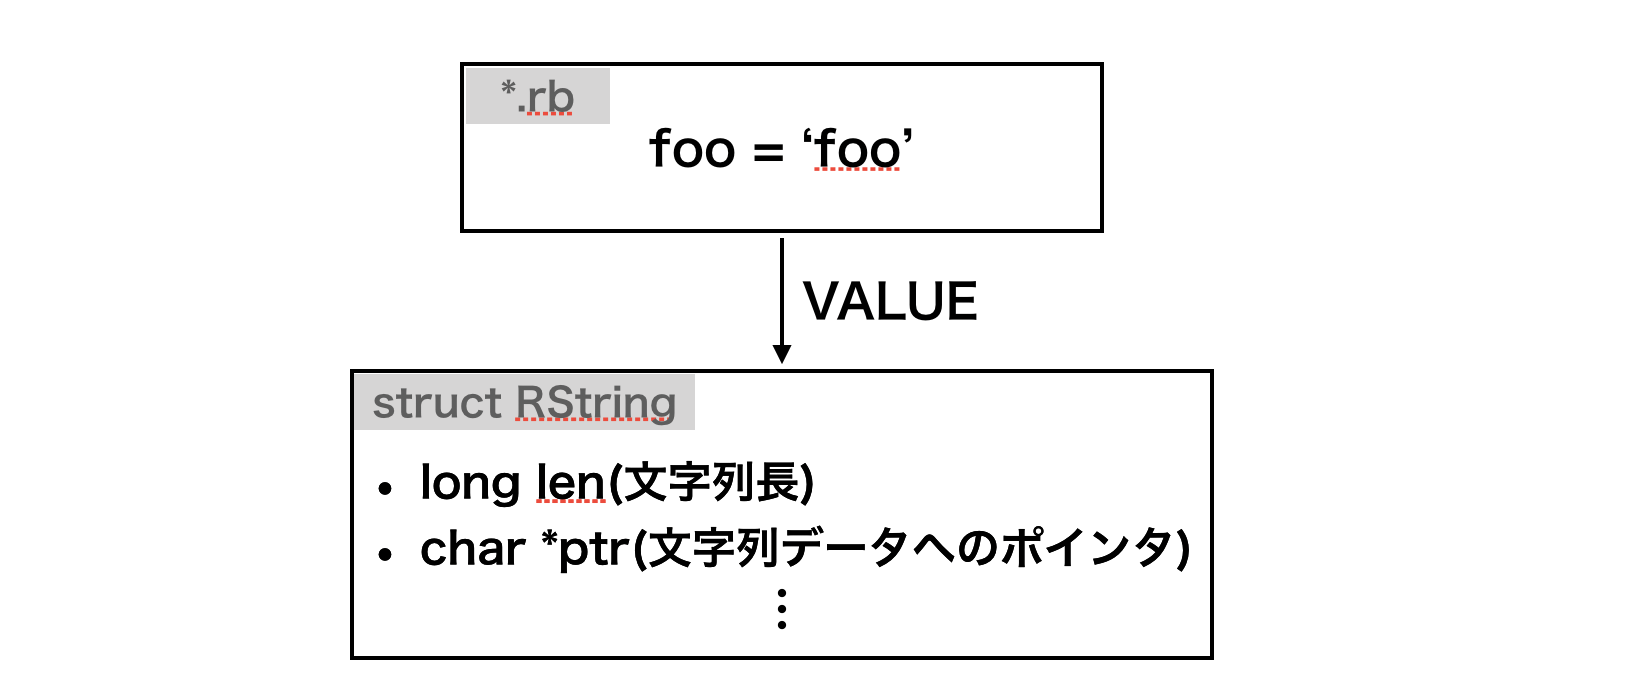 *.rb
foo = ‘foo’
VALUE
struct RString
• long len(文字列長)
• char *ptr(文字列データへのポインタ)
⋮